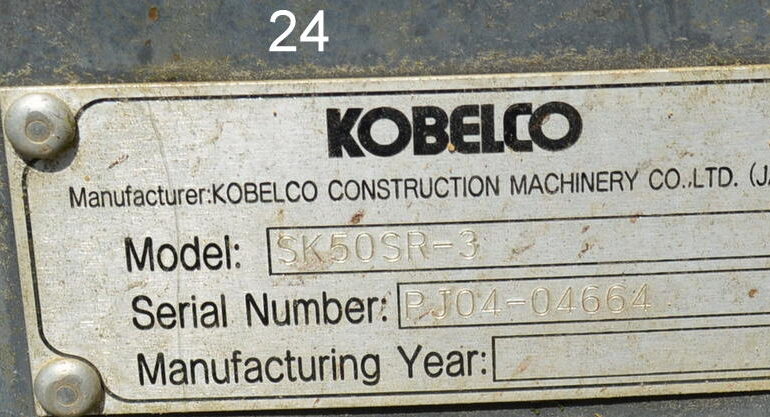 24
KOBELCO
Manufacturer:KOBELCO CONSTRUCTION MACHINERY CO.,LTD. (J
Model: SK50SR-3
Serial Number: PJ04-04664
Manufacturing Year: